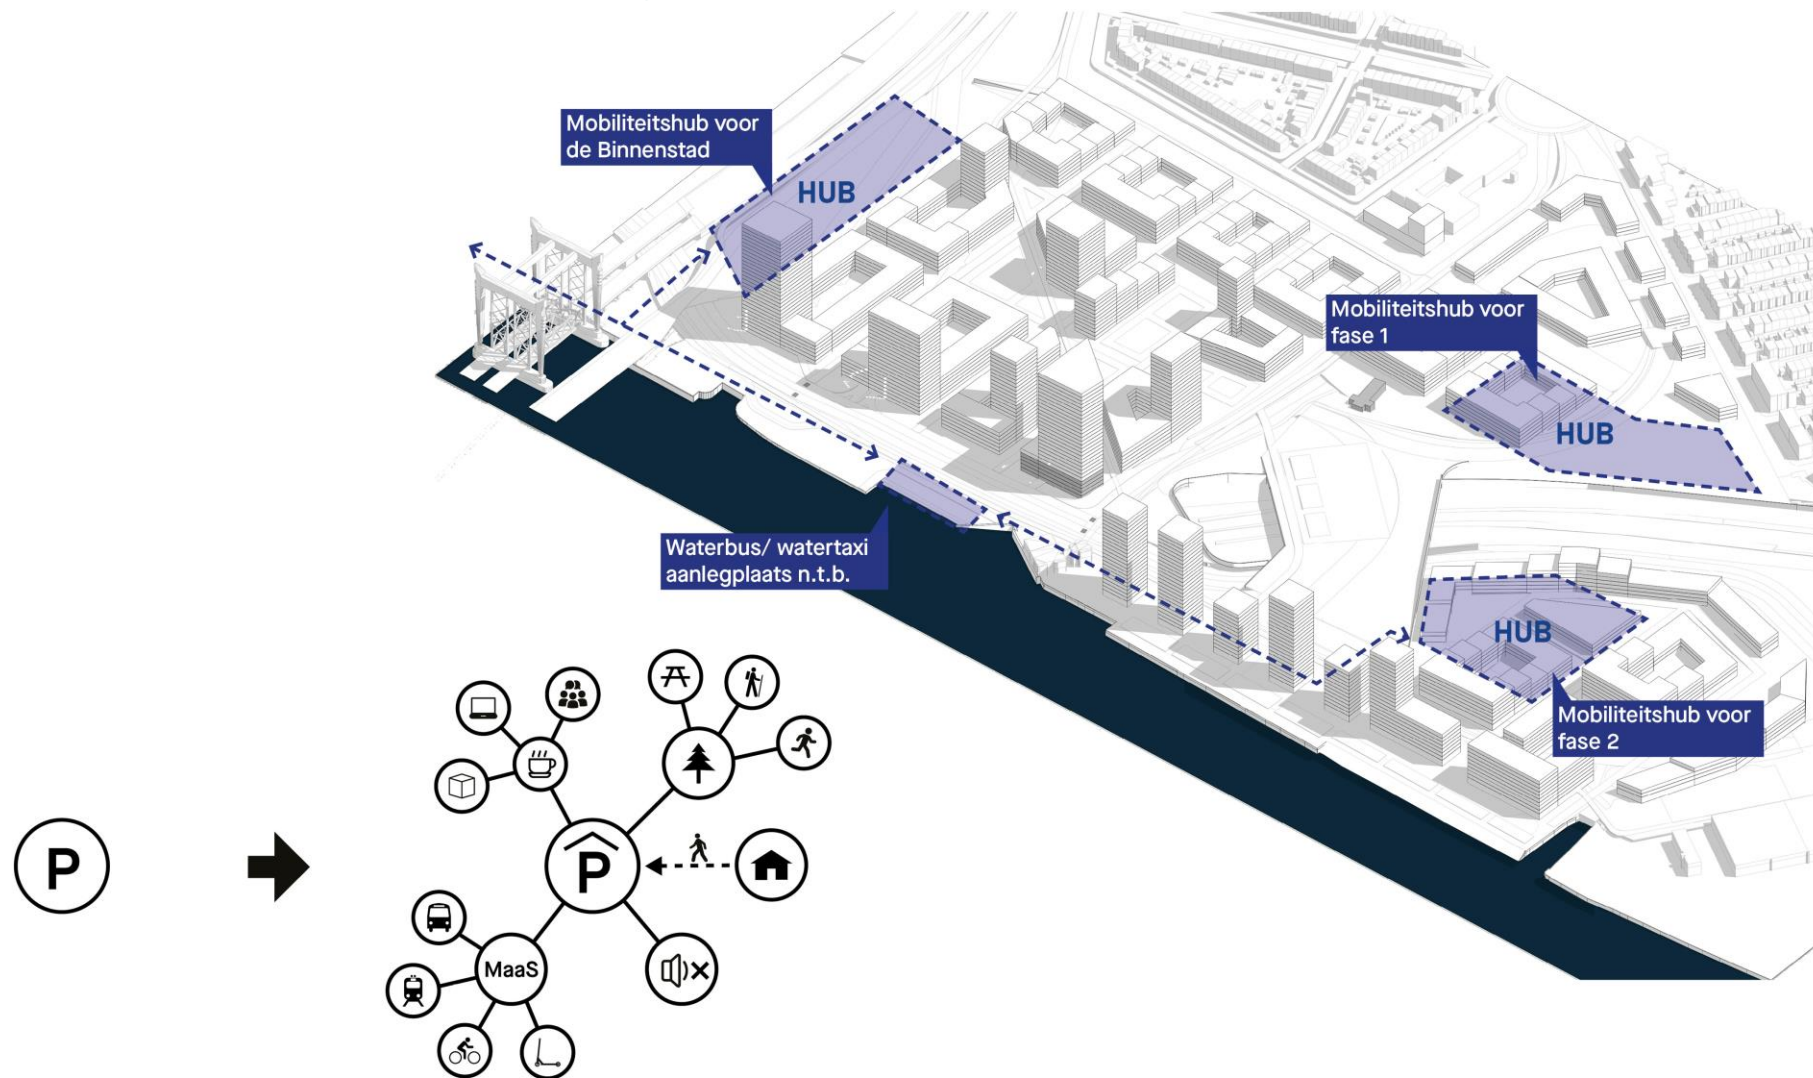 Mobiliteitshub voor
de Binnenstad
HUB
Mobiliteitshub voor
fase 1
HUB
Waterbus/ watertaxi
aanlegplaats n.t.b.
HUB
Mobiliteitshub voor
fase 2
P
P
MaaS